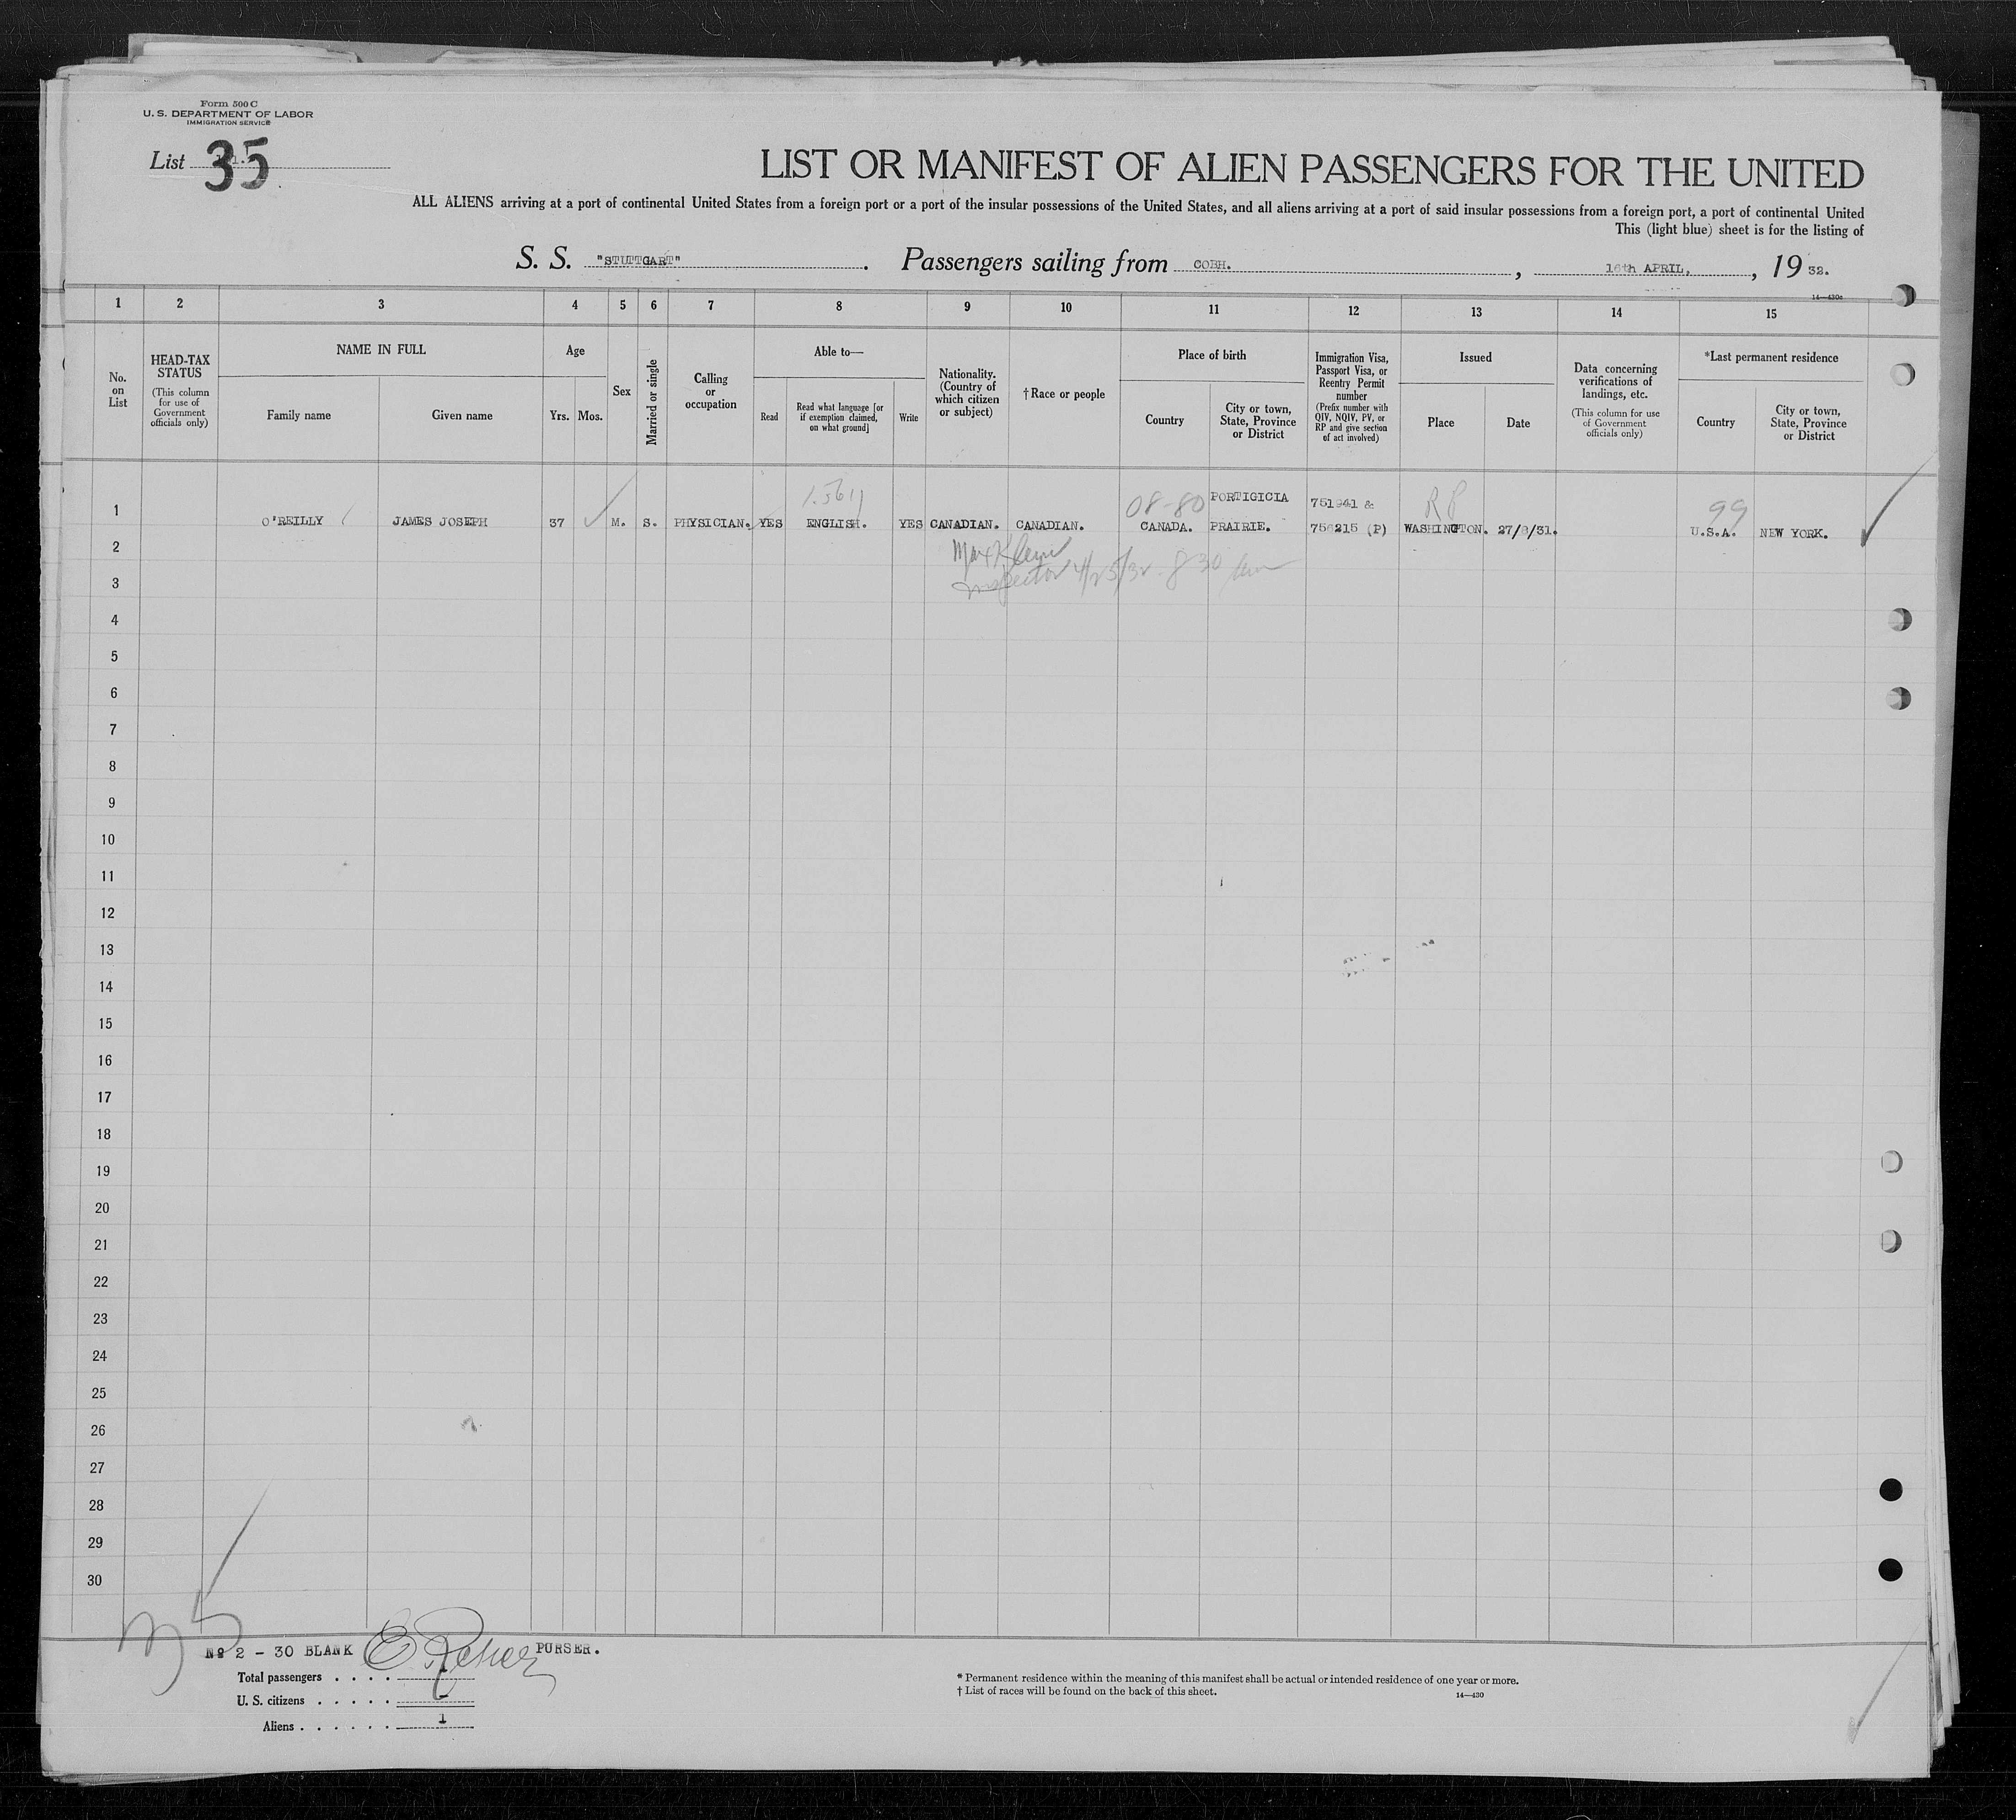 Form 500 C
U. S. DEPARTMENT OF LABOR
IMMIGRATION SERVICE
List 35
LIST OR MANIFEST OF ALIEN PASSENGERS FOR THE UNITED
ALL ALIENS arriving at a port of continental United States from a foreign port or a port of the insular possessions of the United States, and all aliens arriving at a port of said insular possessions from a foreign port, a port of continental United
This (light blue) sheet is for the listing of
S. S. "STUTTGART". Passengers sailing from COBH. , 16th APRIL, , 19 32.
14—430c
1 2 3 4 5 6 7 8 9 10 11 12 13 14 15
No. on List
HEAD-TAX STATUS
(This column for use of Government officials only)
NAME IN FULL
Family name
Given name
Age
Yrs.
Mos.
Sex
Married or single
Calling or occupation
Able to—
Read
Read what language [or if exemption claimed, on what ground]
Write
Nationality. (Country of which citizen or subject)
† Race or people
Place of birth
Country
City or town, State, Province or District
Immigration Visa, Passport Visa, or Reentry Permit number
(Prefix number with QIV, NQIV, PV, or RP and give section of act involved)
Issued
Place
Date
Data concerning verifications of landings, etc.
(This column for use of Government officials only)
*Last permanent residence
Country
City or town, State, Province or District
08-80 PORTIGICIA 751941 & RP 99
1 O'REILLY JAMES JOSEPH 37 M. S. PHYSICIAN. YES ENGLISH. YES CANADIAN. CANADIAN. CANADA. PRAIRIE. 756215 (P) WASHINGTON. 27/8/31. U.S.A. NEW YORK.
2
3 Inspector 4/25/32 8 30
4
5
6
7
8
9
10
11
12
13
14
15
16
17
18
19
20
21
22
23
24
25
26
27
28
29
30
Nº 2 - 30 BLANK PURSER.
Total passengers . . . .
U. S. citizens . . . . . -
Aliens . . . . . . 1
* Permanent residence within the meaning of this manifest shall be actual or intended residence of one year or more.
† List of races will be found on the back of this sheet.
14—430